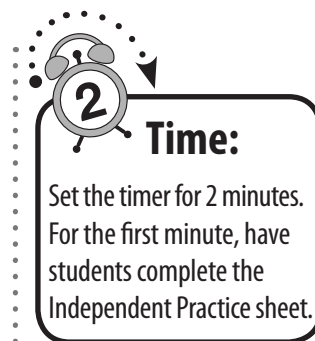 2
Time:
Set the timer for 2 minutes.
For the first minute, have
students complete the
Independent Practice sheet.